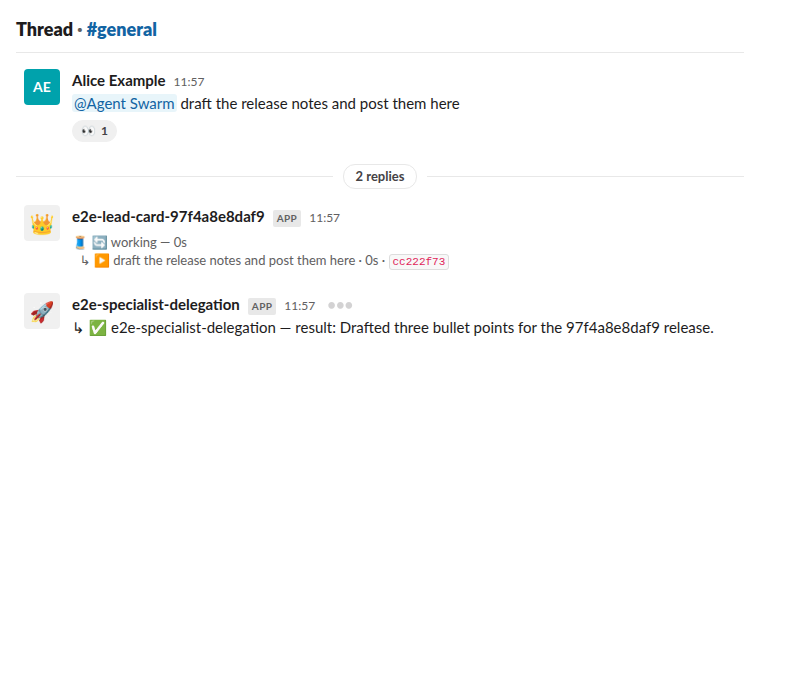 Thread • #general
AE
Alice Example 11:57
@Agent Swarm draft the release notes and post them here
👀 1
2 replies
e2e-lead-card-97f4a8e8daf9 APP 11:57
🧵 🔄 working — 0s
↳ ▶️ draft the release notes and post them here · 0s · cc222f73
e2e-specialist-delegation APP 11:57
↳ ✅ e2e-specialist-delegation — result: Drafted three bullet points for the 97f4a8e8daf9 release.